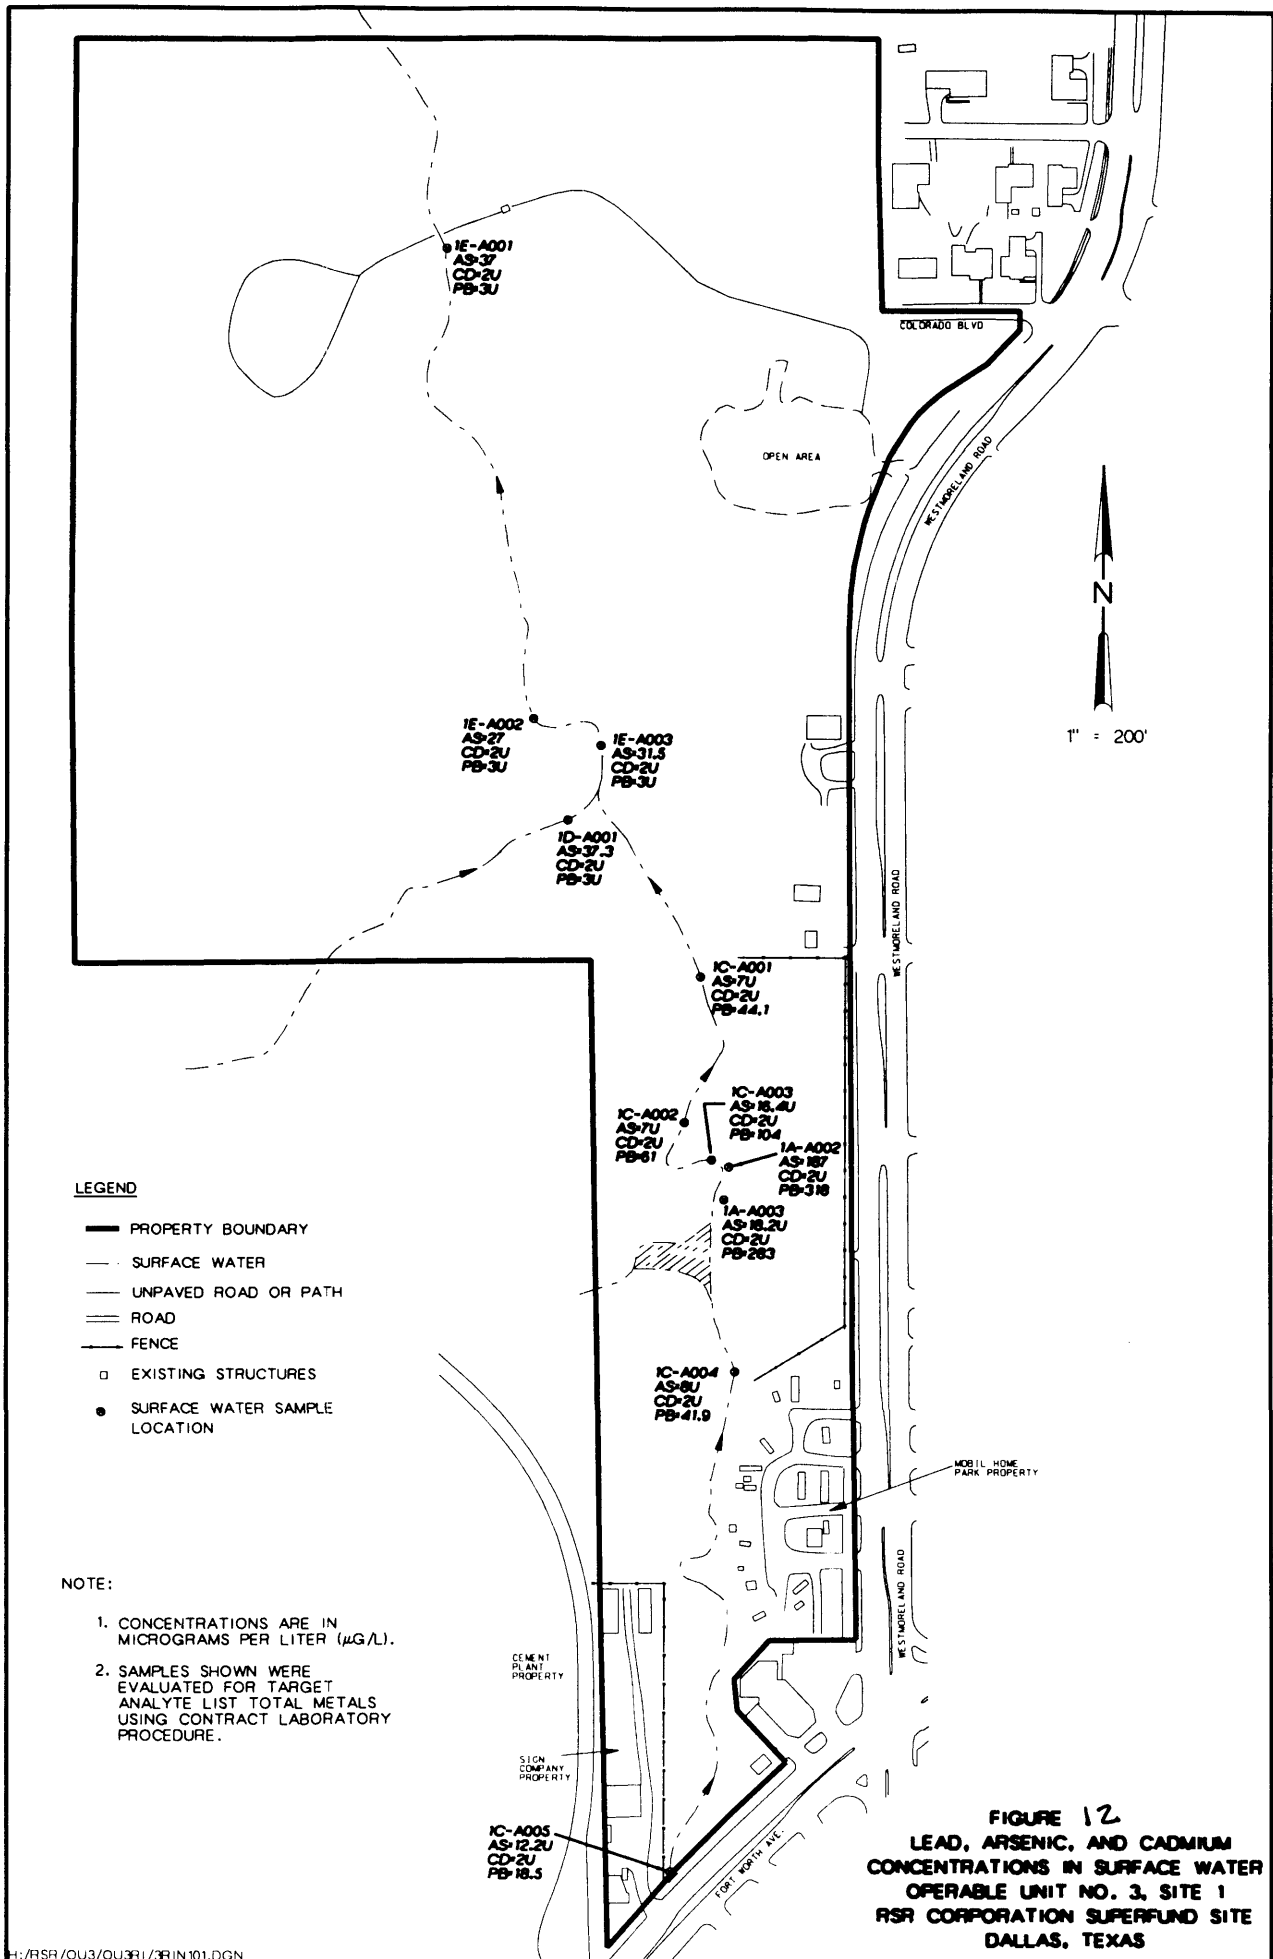 COLORADO BLVD
1E-A001
AS=37
CD=2U
PB=3U
OPEN AREA
WESTMORELAND ROAD
N
1" = 200'
1E-A002
AS=27
CD=2U
PB=3U
1E-A003
AS=31.5
CD=2U
PB=3U
1D-A001
AS=37.3
CD=2U
PB=3U
WESTMORELAND ROAD
1C-A001
AS=7U
CD=2U
PB=44.1
1C-A003
AS=16.4U
CD=2U
PB=104
1C-A002
AS=7U
CD=2U
PB=61
1A-A002
AS=187
CD=2U
PB=318
1A-A003
AS=18.2U
CD=2U
PB=263
LEGEND
PROPERTY BOUNDARY
SURFACE WATER
UNPAVED ROAD OR PATH
ROAD
FENCE
EXISTING STRUCTURES
SURFACE WATER SAMPLE
LOCATION
1C-A004
AS=8U
CD=2U
PB=41.9
MOBIL HOME
PARK PROPERTY
WESTMORELAND ROAD
NOTE:
1. CONCENTRATIONS ARE IN
MICROGRAMS PER LITER (µG/L).
2. SAMPLES SHOWN WERE
EVALUATED FOR TARGET
ANALYTE LIST TOTAL METALS
USING CONTRACT LABORATORY
PROCEDURE.
CEMENT
PLANT
PROPERTY
SIGN
COMPANY
PROPERTY
1C-A005
AS=12.2U
CD=2U
PB=18.5
FORT WORTH AVE.
FIGURE 12
LEAD, ARSENIC, AND CADMIUM
CONCENTRATIONS IN SURFACE WATER
OPERABLE UNIT NO. 3, SITE 1
RSR CORPORATION SUPERFUND SITE
DALLAS, TEXAS
H:/RSR/OU3/OU3RI/3RIN101.DGN